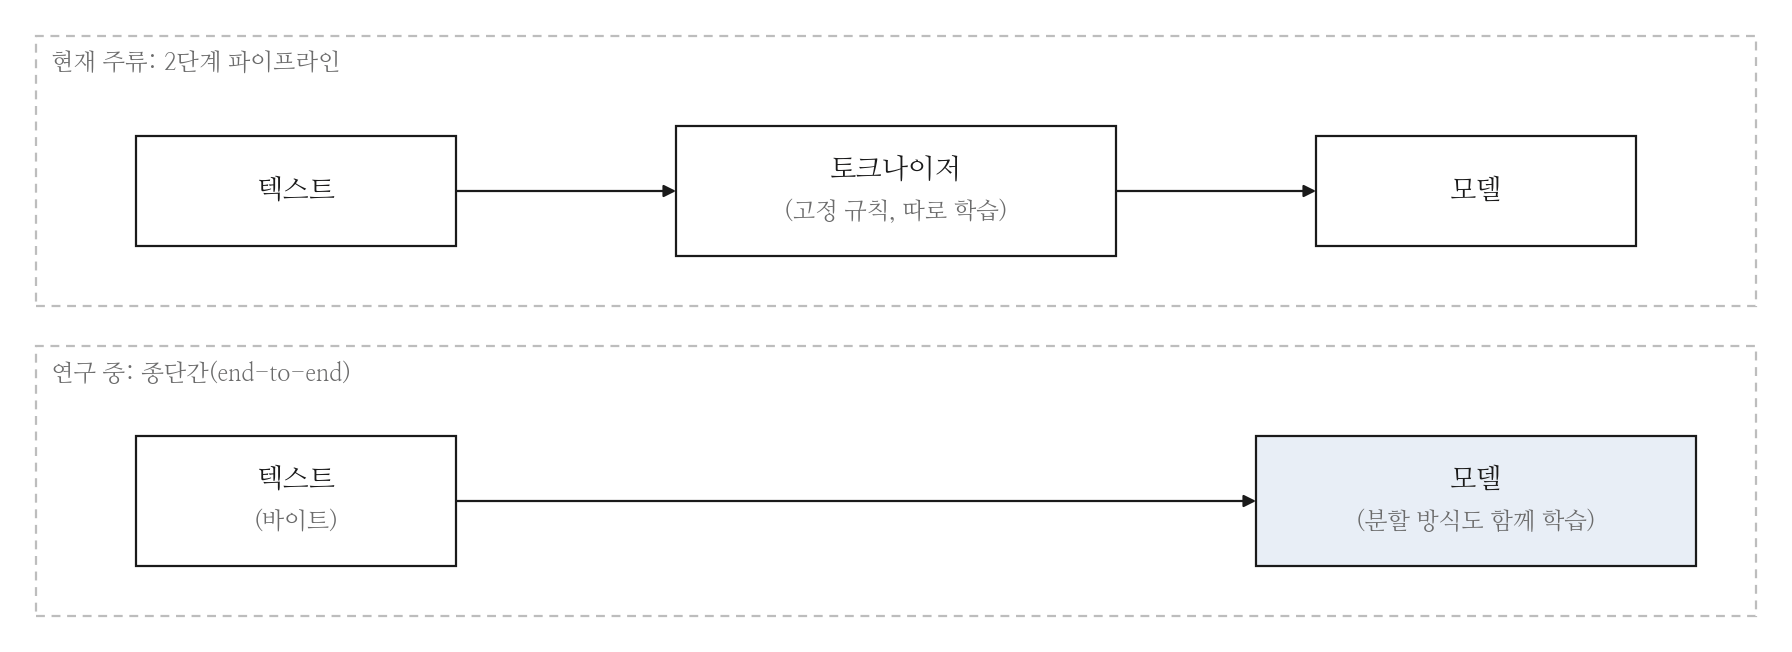 현재 주류: 2단계 파이프라인
텍스트
토크나이저
(고정 규칙, 따로 학습)
모델
연구 중: 종단간(end-to-end)
텍스트
(바이트)
모델
(분할 방식도 함께 학습)